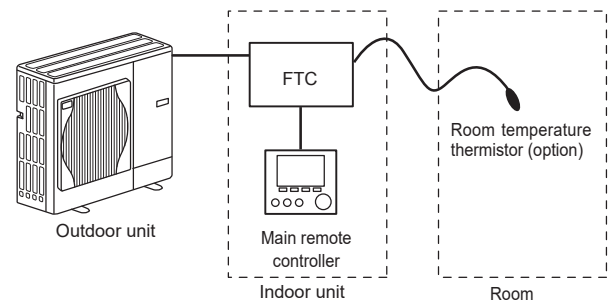 FTC
Room temperature
thermistor (option)
Outdoor unit
Main remote
controller
Indoor unit
Room